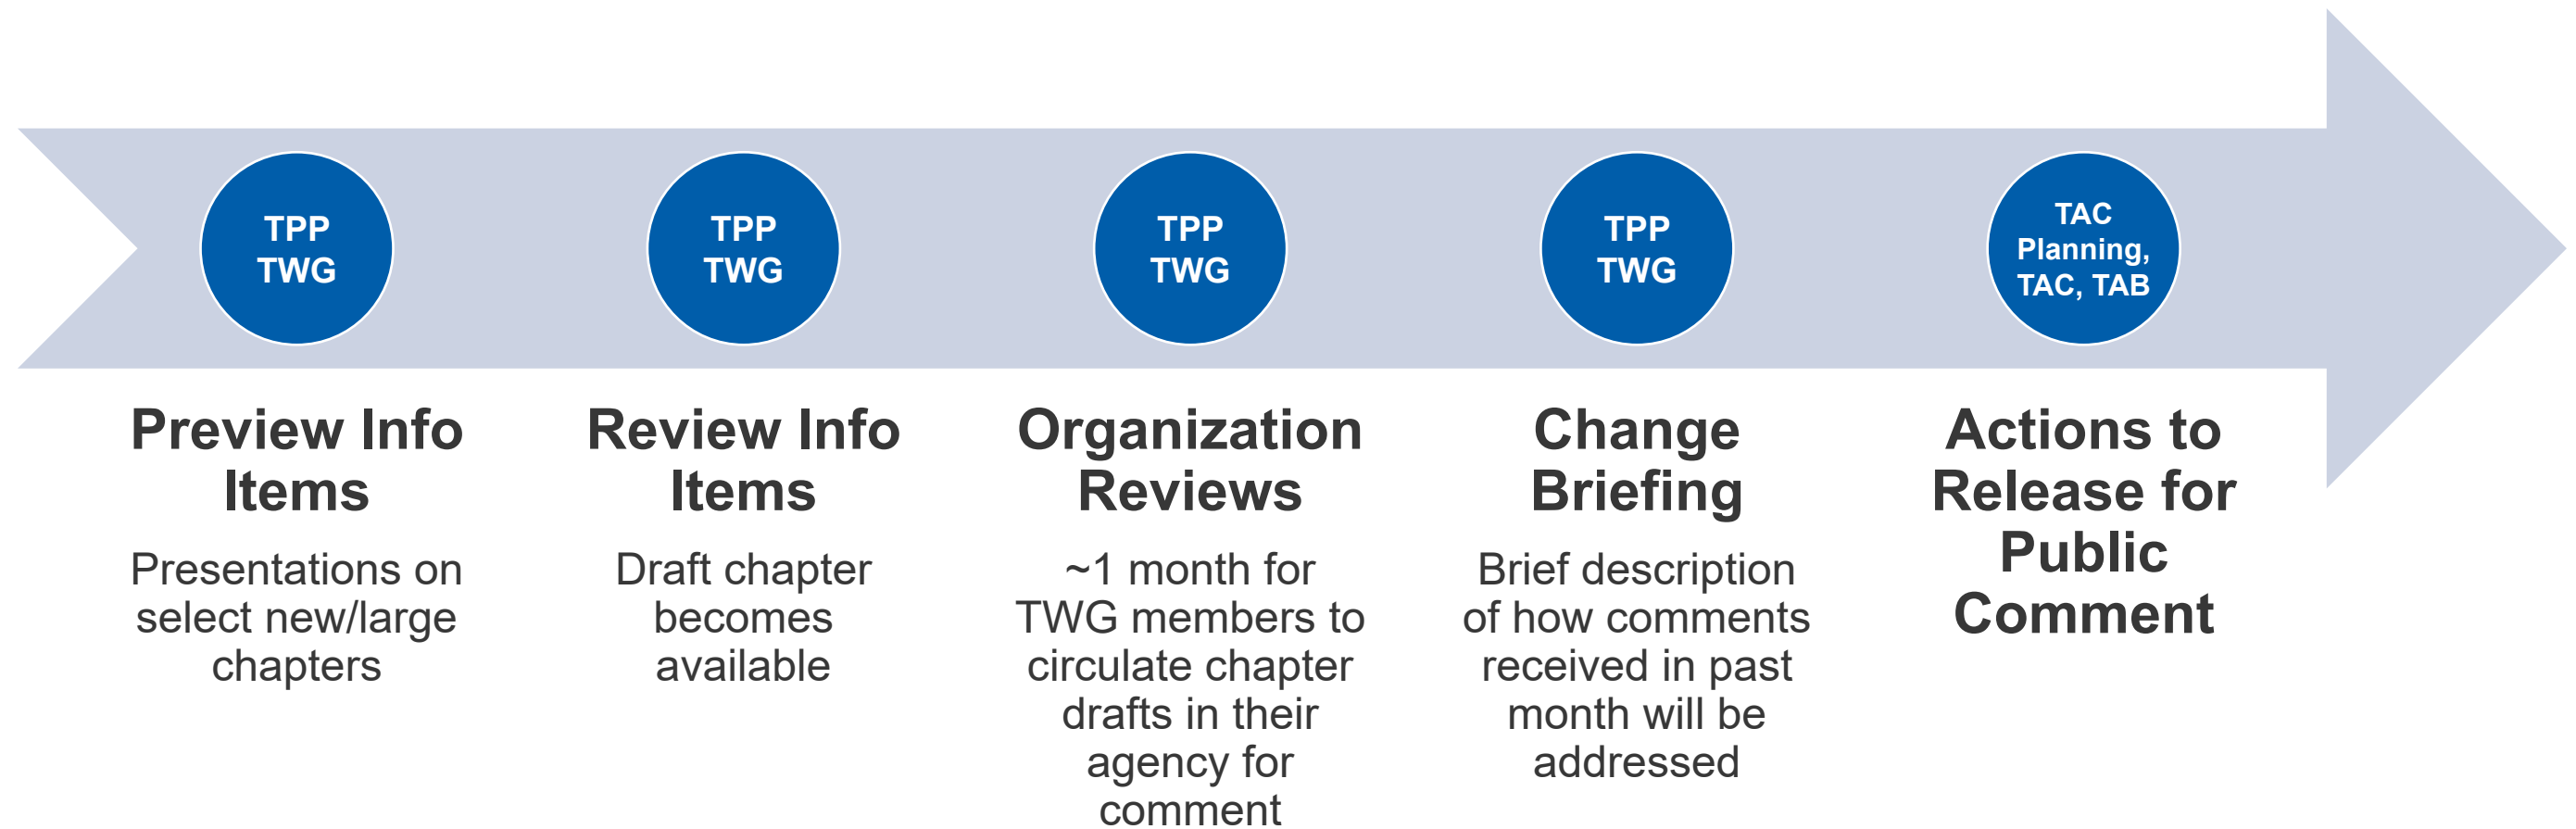 TPP
TWG
Preview Info
Items
Presentations on
select new/large
chapters
TPP
TWG
Review Info
Items
Draft chapter
becomes
available
TPP
TWG
Organization
Reviews
~1 month for
TWG members to
circulate chapter
drafts in their
agency for
comment
TPP
TWG
Change
Briefing
Brief description
of how comments
received in past
month will be
addressed
TAC
Planning,
TAC, TAB
Actions to
Release for
Public
Comment